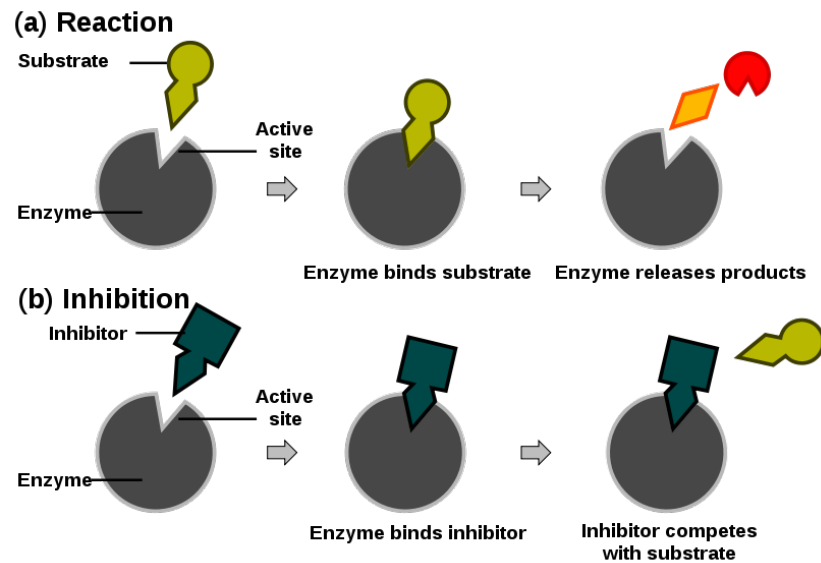 (a) Reaction
Substrate
Active
site
Enzyme
Enzyme binds substrate
Enzyme releases products
(b) Inhibition
Inhibitor
Active
site
Enzyme
Enzyme binds inhibitor
Inhibitor competes
with substrate